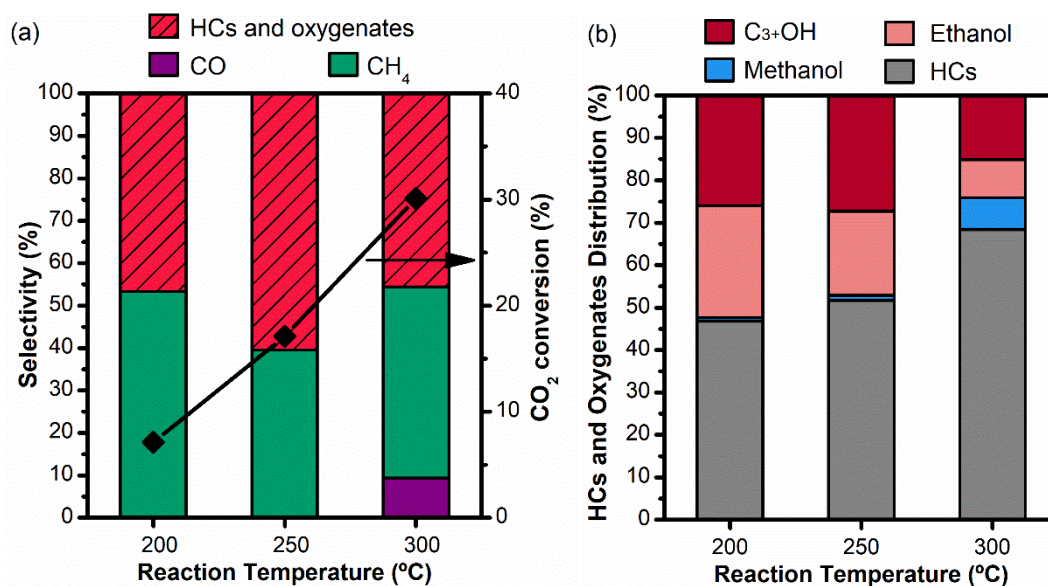 (a)
HCs and oxygenates
CO
CH₄
Selectivity (%)
100
90
80
70
60
50
40
30
20
10
0
200
250
300
Reaction Temperature (ºC)
40
30
20
10
0
CO₂ conversion (%)
(b)
C₃₊OH
Ethanol
Methanol
HCs
HCs and Oxygenates Distribution (%)
100
90
80
70
60
50
40
30
20
10
0
200
250
300
Reaction Temperature (ºC)